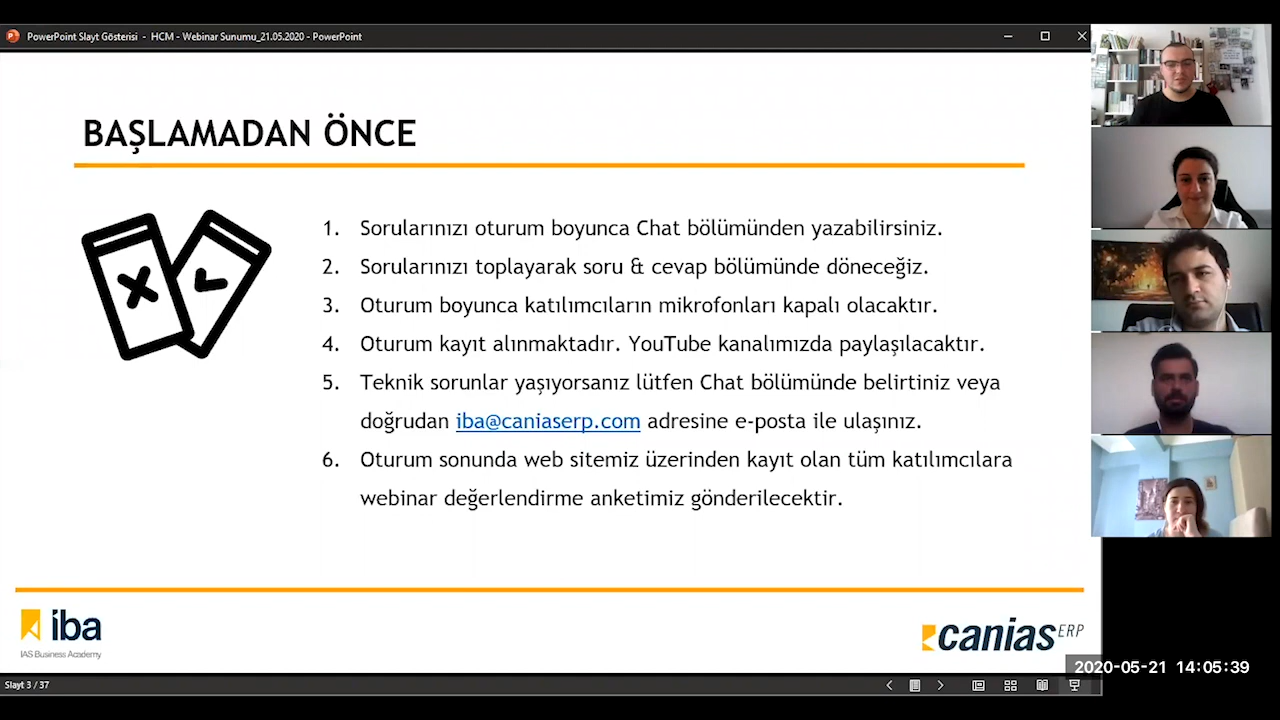 PowerPoint Slayt Gösterisi - HCM - Webinar Sunumu_21.05.2020 - PowerPoint
BAŞLAMADAN ÖNCE
1. Sorularınızı oturum boyunca Chat bölümünden yazabilirsiniz.
2. Sorularınızı toplayarak soru & cevap bölümünde döneceğiz.
3. Oturum boyunca katılımcıların mikrofonları kapalı olacaktır.
4. Oturum kayıt alınmaktadır. YouTube kanalımızda paylaşılacaktır.
5. Teknik sorunlar yaşıyorsanız lütfen Chat bölümünde belirtiniz veya
doğrudan iba@caniaserp.com adresine e-posta ile ulaşınız.
6. Oturum sonunda web sitemiz üzerinden kayıt olan tüm katılımcılara
webinar değerlendirme anketimiz gönderilecektir.
iba
IAS Business Academy
canias ERP
2020-05-21 14:05:39
Slayt 3 / 37